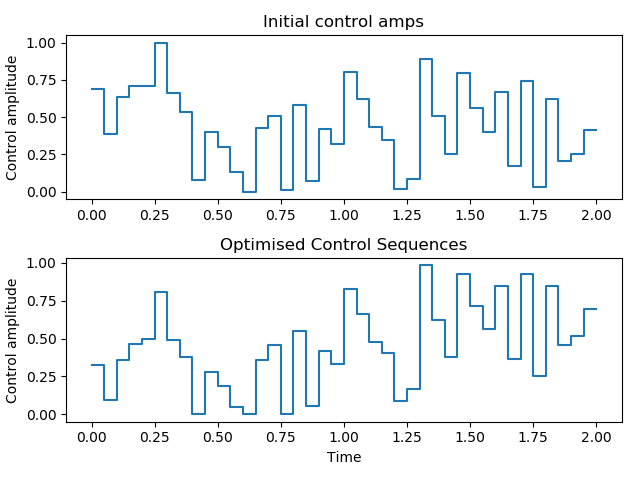 Initial control amps
Control amplitude
1.00
0.75
0.50
0.25
0.00
0.00 0.25 0.50 0.75 1.00 1.25 1.50 1.75 2.00
Optimised Control Sequences
Control amplitude
1.00
0.75
0.50
0.25
0.00
0.00 0.25 0.50 0.75 1.00 1.25 1.50 1.75 2.00
Time